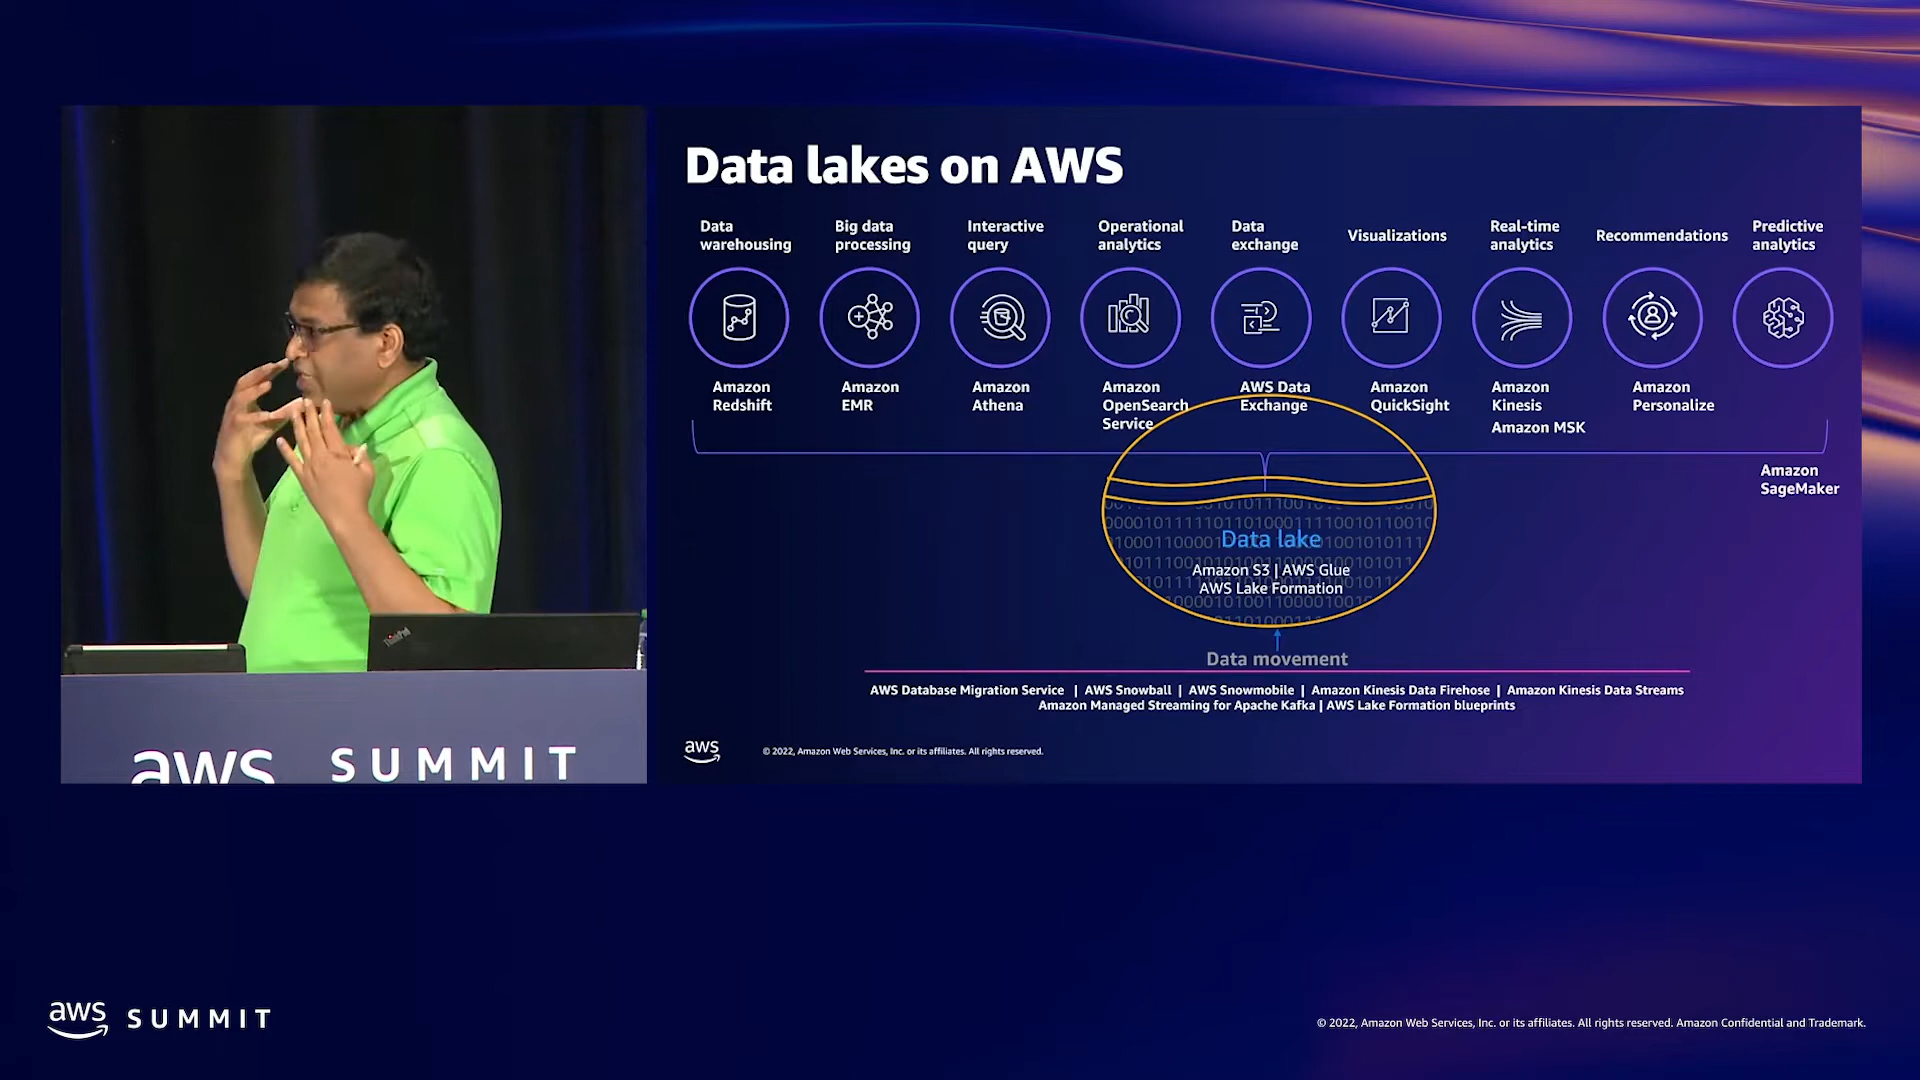 Data lakes on AWS
Data
warehousing
Big data
processing
Interactive
query
Operational
analytics
Data
exchange
Visualizations
Real-time
analytics
Recommendations
Predictive
analytics
Amazon
Redshift
Amazon
EMR
Amazon
Athena
Amazon
OpenSearch
Service
AWS Data
Exchange
Amazon
QuickSight
Amazon
Kinesis
Amazon MSK
Amazon
Personalize
Amazon
SageMaker
Data lake
Amazon S3 | AWS Glue
AWS Lake Formation
Data movement
AWS Database Migration Service | AWS Snowball | AWS Snowmobile | Amazon Kinesis Data Firehose | Amazon Kinesis Data Streams
Amazon Managed Streaming for Apache Kafka | AWS Lake Formation blueprints
aws
© 2022, Amazon Web Services, Inc. or its affiliates. All rights reserved.
ThinkPad
aws SUMMIT
aws SUMMIT
© 2022, Amazon Web Services, Inc. or its affiliates. All rights reserved. Amazon Confidential and Trademark.